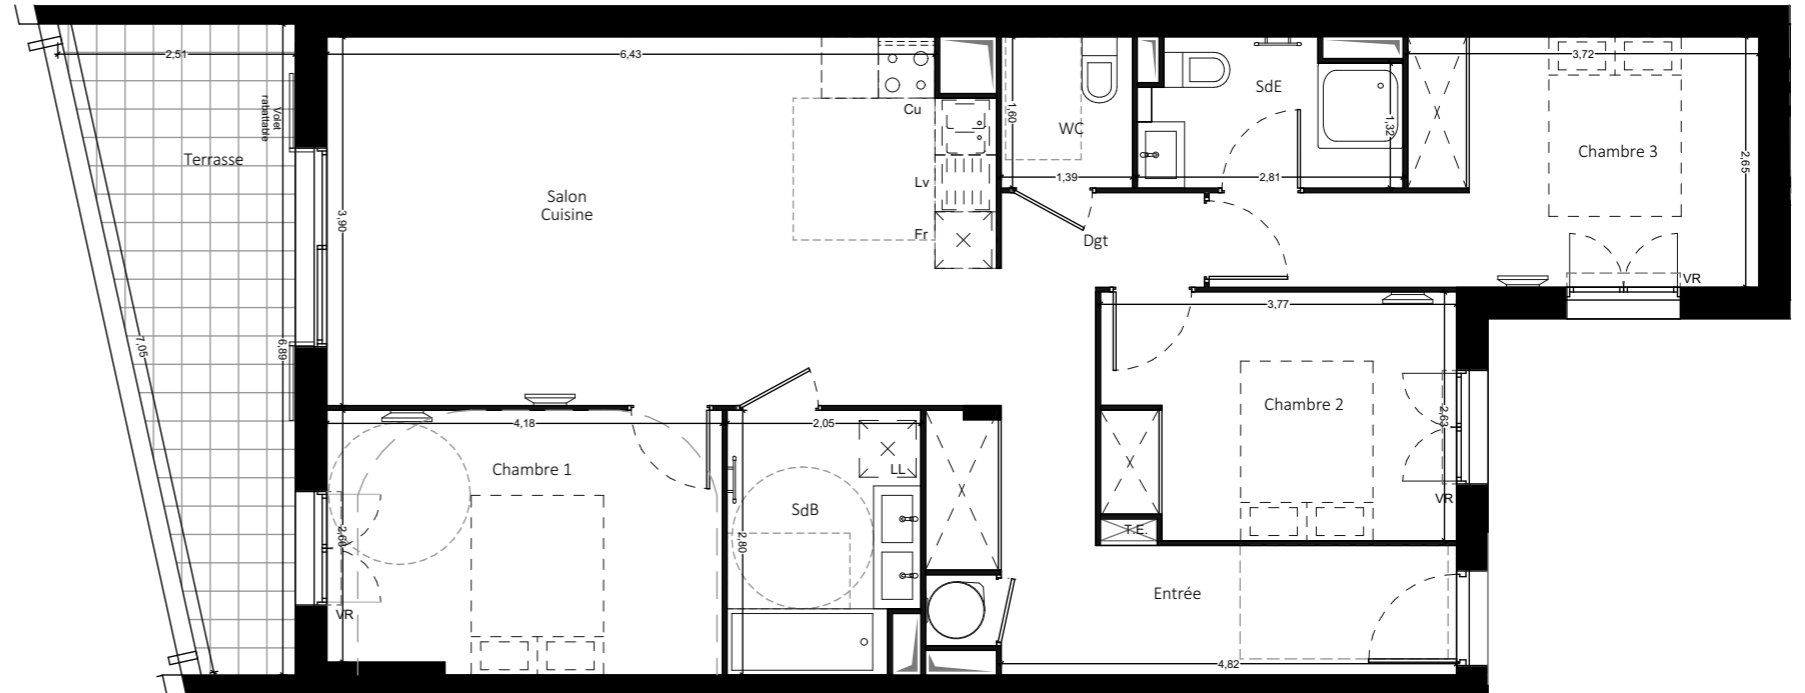 2,51
6,43
3,72
Volet
rabattable
Terrasse
Cu
1,60
WC
SdE
1,32
Chambre 3
2,65
Salon
Cuisine
Lv
1,39
2,81
3,90
Fr
Dgt
VR
7,05
6,89
3,77
4,18
2,05
Chambre 2
2,63
Chambre 1
LL
VR
SdB
2,60
2,80
T.E.
VR
Entrée
4,82